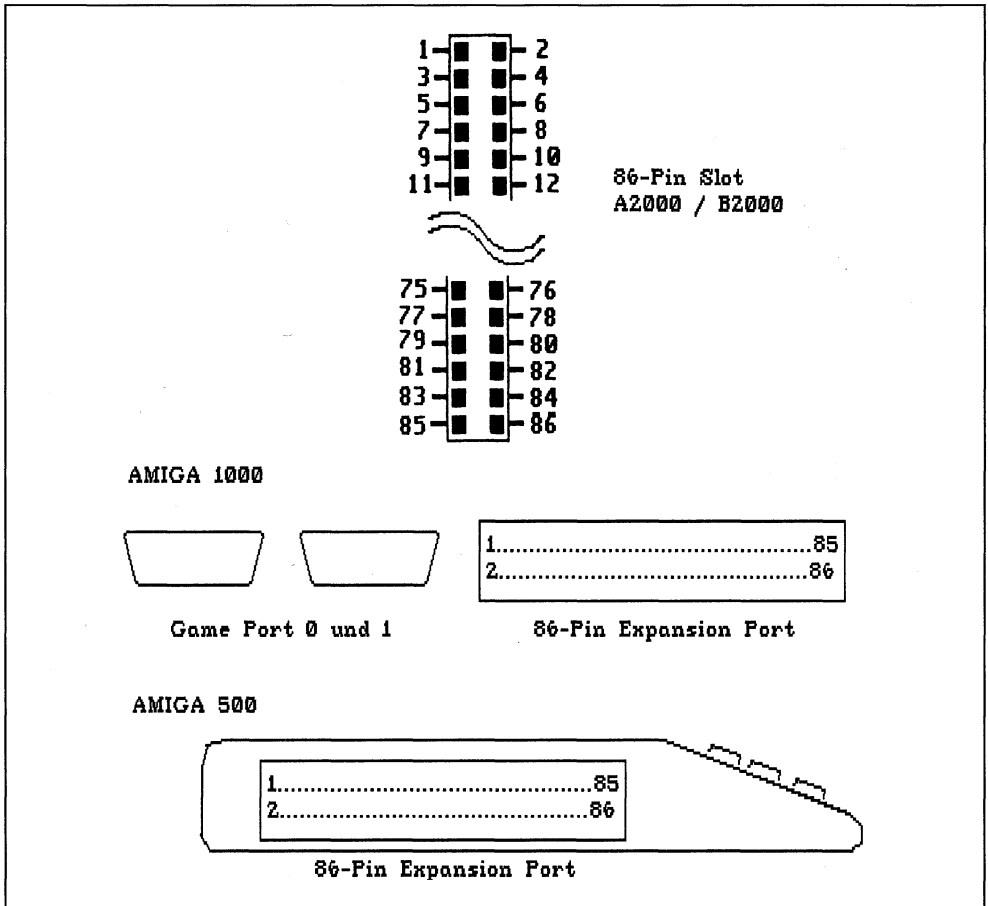 1 2
3 4
5 6
7 8
9 10
11 12
86-Pin Slot
A2000 / B2000
75 76
77 78
79 80
81 82
83 84
85 86
AMIGA 1000
1...............................................85
2..............................................86
Game Port 0 und 1
86-Pin Expansion Port
AMIGA 500
1...............................................85
2..............................................86
86-Pin Expansion Port